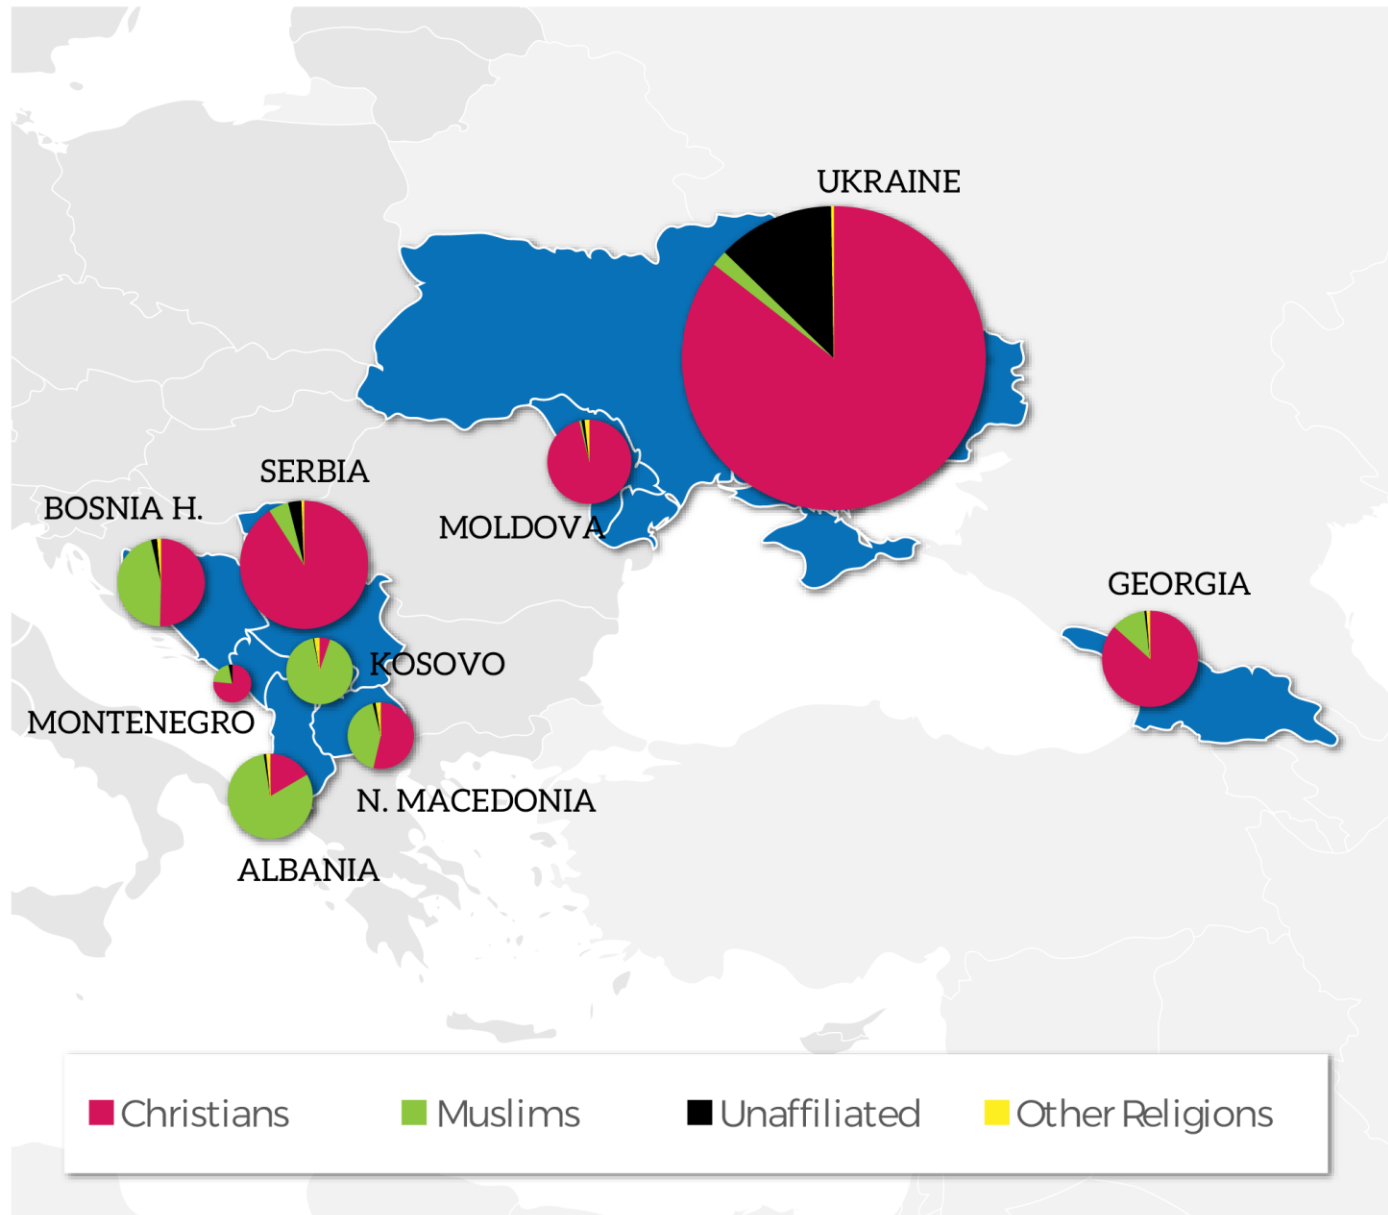 UKRAINE
SERBIA
BOSNIA H.
MOLDOVA
GEORGIA
KOSOVO
MONTENEGRO
N. MACEDONIA
ALBANIA
Christians
Muslims
Unaffiliated
Other Religions